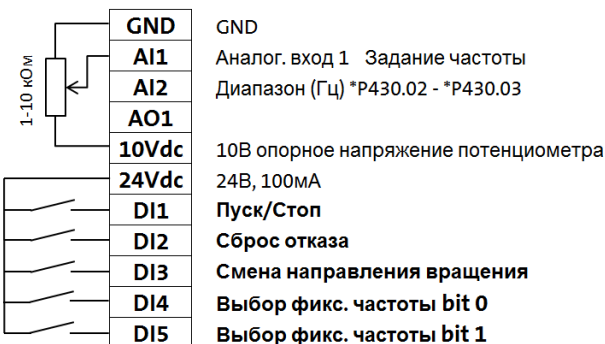 GND GND
AI1 Аналог. вход 1 Задание частоты
AI2 Диапазон (Гц) *P430.02 - *P430.03
AO1
10Vdc 10В опорное напряжение потенциометра
24Vdc 24В, 100мА
DI1 Пуск/Стоп
DI2 Сброс отказа
DI3 Смена направления вращения
DI4 Выбор фикс. частоты bit 0
DI5 Выбор фикс. частоты bit 1
1-10 кОм